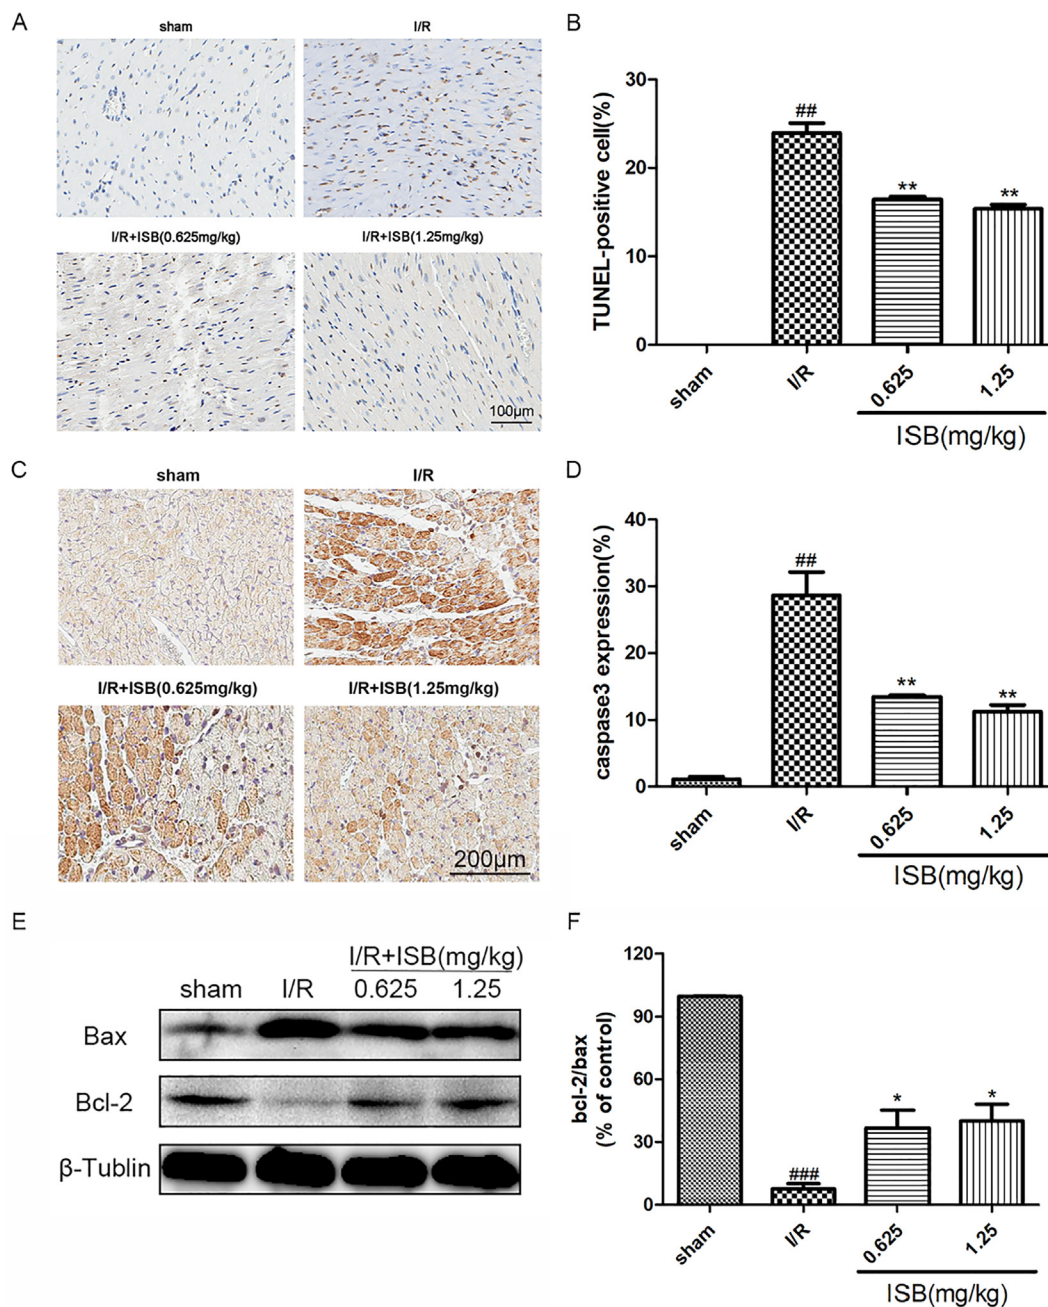 A
sham
I/R
I/R+ISB(0.625mg/kg)
I/R+ISB(1.25mg/kg)
100μm
B
TUNEL-positive cell(%)
30
20
10
0
##
**
**
sham
I/R
0.625
1.25
ISB(mg/kg)
C
sham
I/R
I/R+ISB(0.625mg/kg)
I/R+ISB(1.25mg/kg)
200μm
D
caspase3 expression(%)
40
30
20
10
0
##
**
**
sham
I/R
0.625
1.25
ISB(mg/kg)
E
I/R+ISB(mg/kg)
sham I/R 0.625 1.25
Bax
Bcl-2
β-Tublin
F
bcl-2/bax
(% of control)
120
90
60
30
0
###
*
*
sham
I/R
0.625
1.25
ISB(mg/kg)